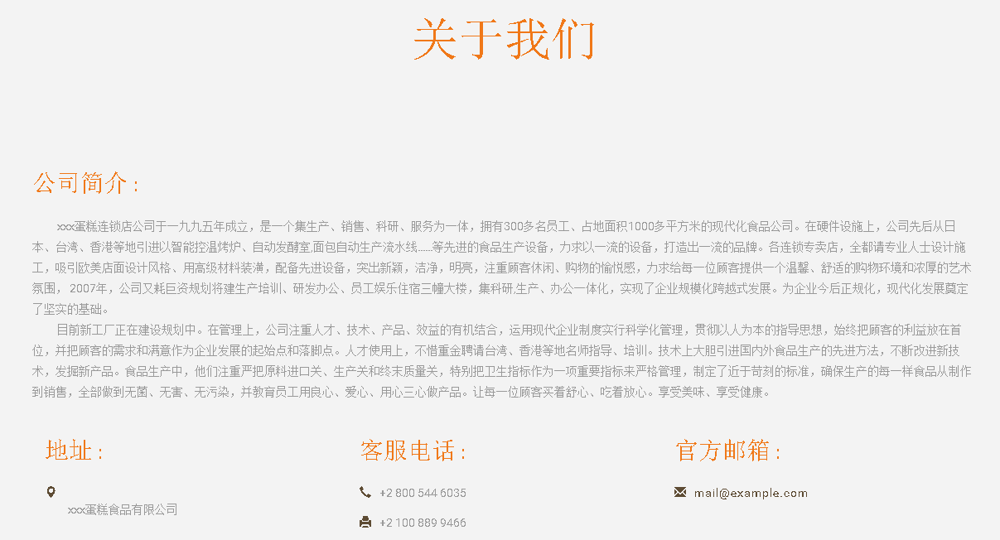 关于我们
公司简介 :
xxx蛋糕连锁店公司于一九九五年成立，是一个集生产、销售、科研、服务为一体，拥有300多名员工、占地面积1000多平方米的现代化食品公司。在硬件设施上，公司先后从日
本、台湾、香港等地引进以智能控温烤炉、自动发酵室,面包自动生产流水线......等先进的食品生产设备，力求以一流的设备，打造出一流的品牌。各连锁专卖店，全都请专业人士设计施
工，吸引欧美店面设计风格、用高级材料装潢，配备先进设备，突出新颖，洁净，明亮，注重顾客休闲、购物的愉悦感，力求给每一位顾客提供一个温馨、舒适的购物环境和浓厚的艺术
氛围， 2007年，公司又耗巨资规划将建生产培训、研发办公、员工娱乐住宿三幢大楼，集科研,生产、办公一体化，实现了企业规模化跨越式发展。为企业今后正规化，现代化发展奠定
了坚实的基础。
目前新工厂正在建设规划中。在管理上，公司注重人才、技术、产品、效益的有机结合，运用现代企业制度实行科学化管理，贯彻以人为本的指导思想，始终把顾客的利益放在首
位，并把顾客的需求和满意作为企业发展的起始点和落脚点。人才使用上，不惜重金聘请台湾、香港等地名师指导、培训。技术上大胆引进国内外食品生产的先进方法，不断改进新技
术，发掘新产品。食品生产中，他们注重严把原料进口关、生产关和终末质量关，特别把卫生指标作为一项重要指标来严格管理，制定了近于苛刻的标准，确保生产的每一样食品从制作
到销售，全部做到无菌、无害、无污染，并教育员工用良心、爱心、用心三心做产品。让每一位顾客买着舒心、吃着放心。享受美味、享受健康。
地址 :
xxx蛋糕食品有限公司
客服电话 :
+2 800 544 6035
+2 100 889 9466
官方邮箱 :
mail@example.com